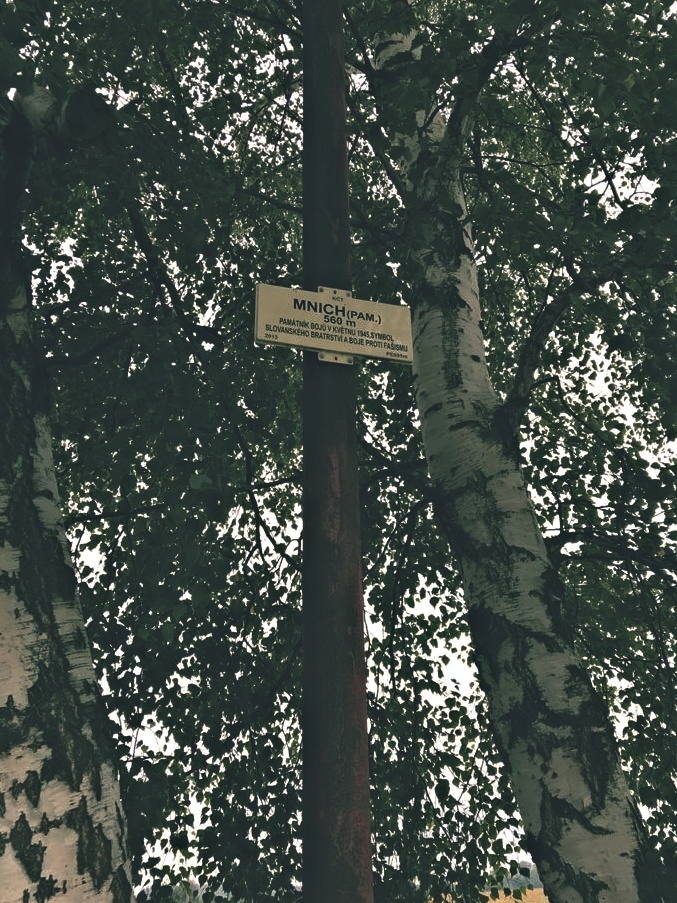 KČT
MNICH (PAM.)
560 m
PAMÁTNÍK BOJŮ V KVĚTNU 1945,SYMBOL
SLOVANSKÉHO BRATRSTVÍ A BOJE PROTI FAŠISMU
2013